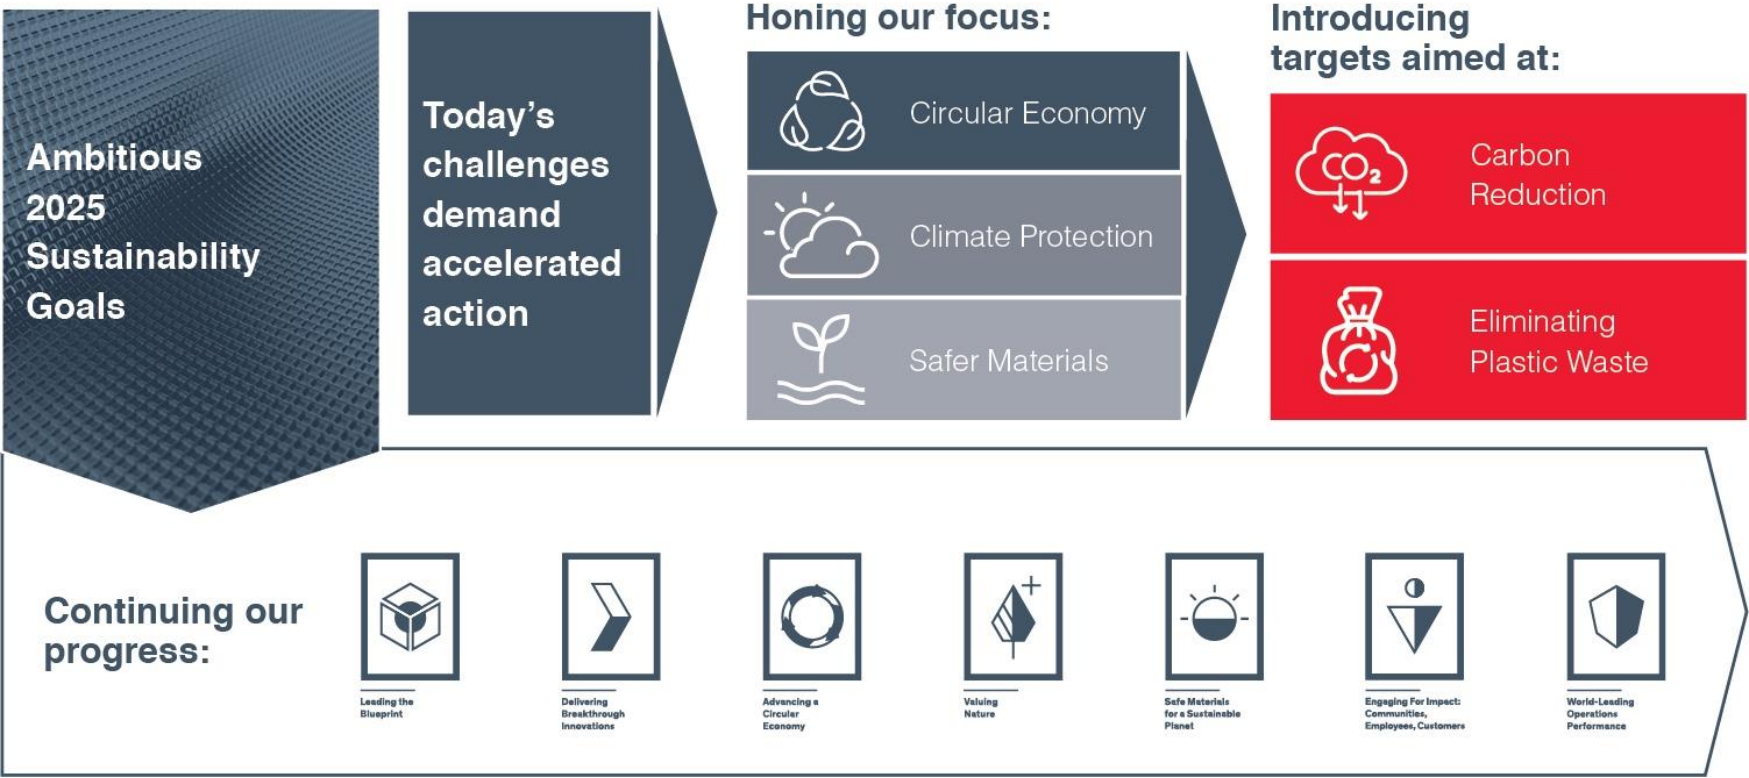 Ambitious
2025
Sustainability
Goals
Today's
challenges
demand
accelerated
action
Honing our focus:
Circular Economy
Climate Protection
Safer Materials
Introducing
targets aimed at:
CO2
Carbon
Reduction
Eliminating
Plastic Waste
Continuing our
progress:
Leading the
Blueprint
Delivering
Breakthrough
Innovations
Advancing a
Circular
Economy
Valuing
Nature
Safe Materials
for a Sustainable
Planet
Engaging For Impact:
Communities,
Employees, Customers
World-Leading
Operations
Performance